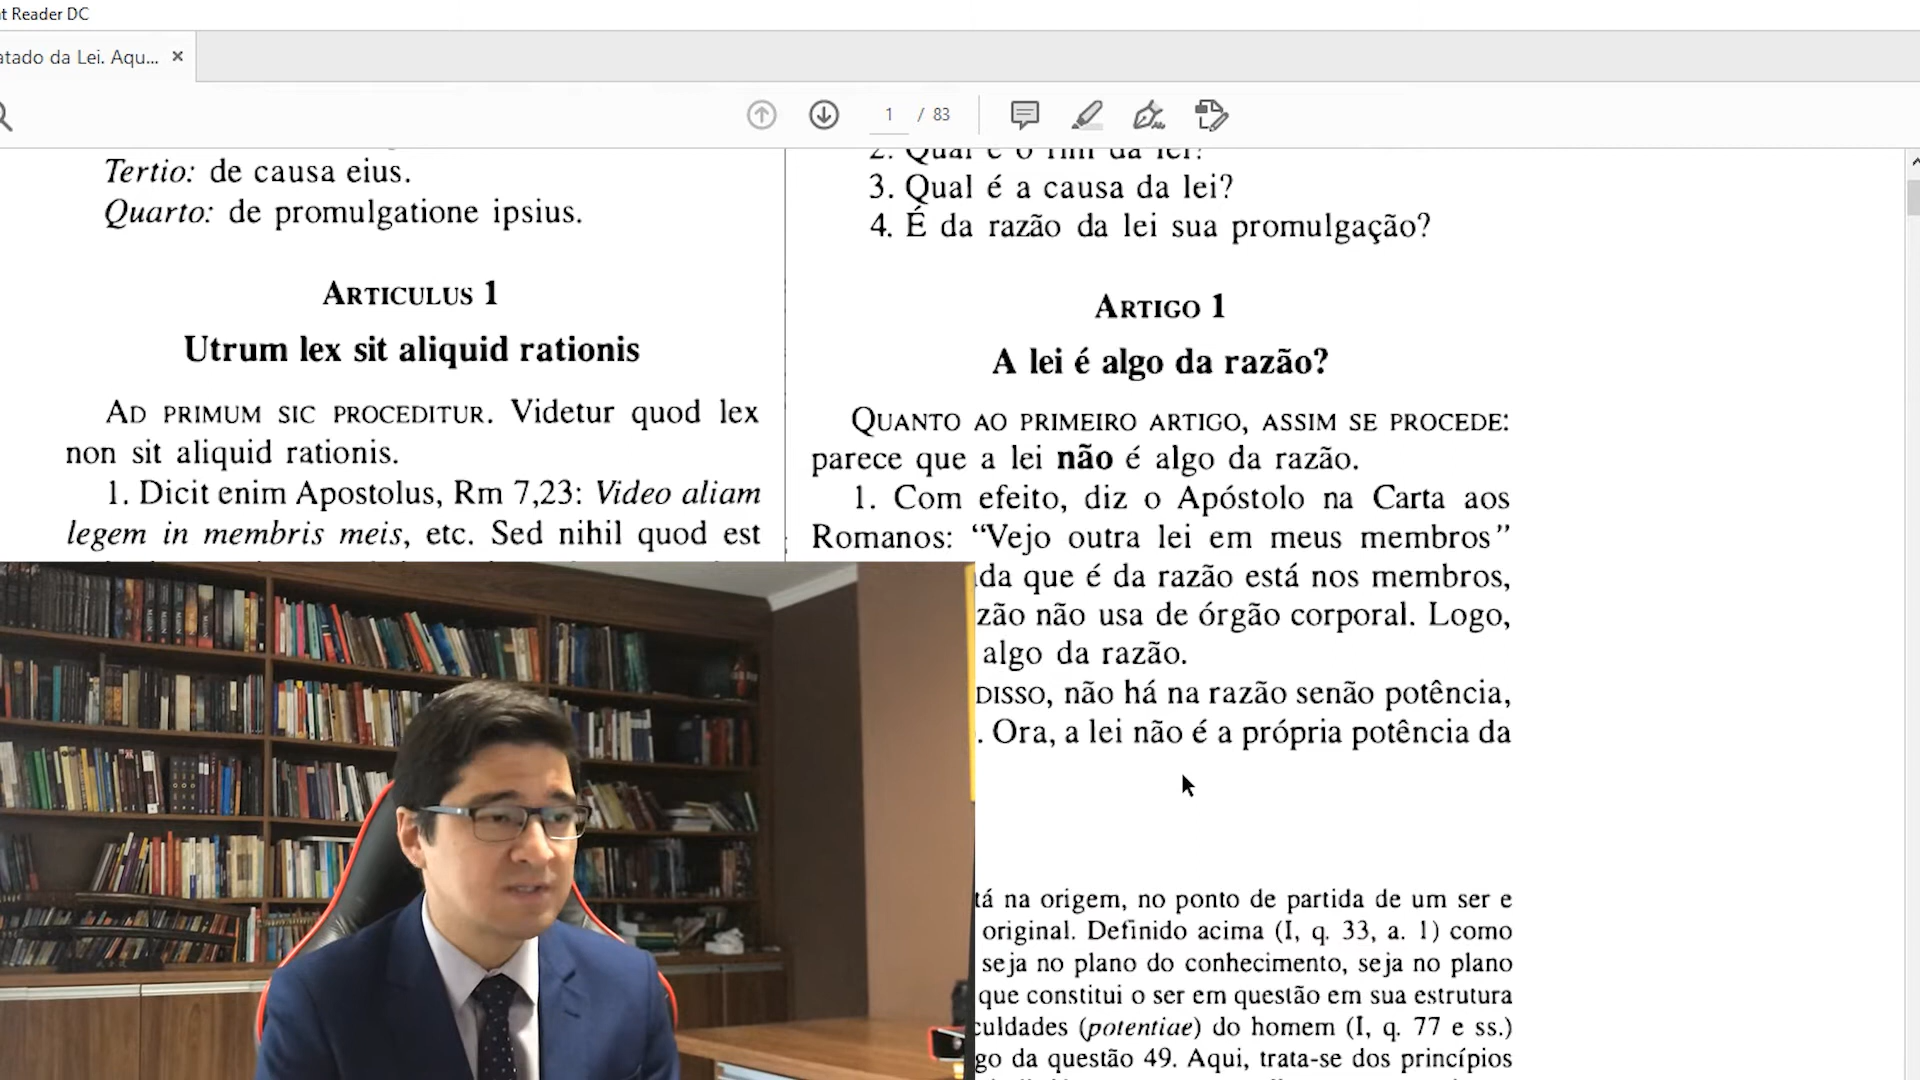 t Reader DC
atado da Lei. Aqu...
1 / 83
Tertio: de causa eius.
Quarto: de promulgatione ipsius.
ARTICULUS 1
Utrum lex sit aliquid rationis
AD PRIMUM SIC PROCEDITUR. Videtur quod lex
non sit aliquid rationis.
1. Dicit enim Apostolus, Rm 7,23: Video aliam
legem in membris meis, etc. Sed nihil quod est
2. Qual é o fim da lei?
3. Qual é a causa da lei?
4. É da razão da lei sua promulgação?
ARTIGO 1
A lei é algo da razão?
QUANTO AO PRIMEIRO ARTIGO, ASSIM SE PROCEDE:
parece que a lei não é algo da razão.
1. Com efeito, diz o Apóstolo na Carta aos
Romanos: “Vejo outra lei em meus membros”
da que é da razão está nos membros,
zão não usa de órgão corporal. Logo,
algo da razão.
DISSO, não há na razão senão potência,
. Ora, a lei não é a própria potência da
tá na origem, no ponto de partida de um ser e
original. Definido acima (I, q. 33, a. 1) como
seja no plano do conhecimento, seja no plano
que constitui o ser em questão em sua estrutura
culdades (potentiae) do homem (I, q. 77 e ss.)
go da questão 49. Aqui, trata-se dos princípios